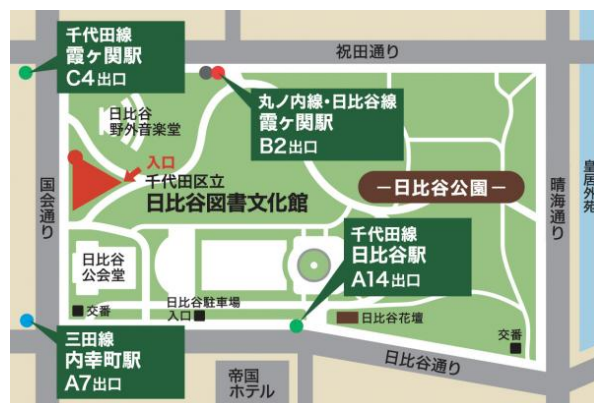 千代田線
霞ヶ関駅
C4出口
祝田通り
丸ノ内線・日比谷線
霞ヶ関駅
B2出口
日比谷
野外音楽堂
入口
千代田区立
日比谷図書文化館
国会通り
ー日比谷公園ー
晴海通り
皇居外苑
千代田線
日比谷駅
A14出口
日比谷
公会堂
交番
日比谷駐車場
入口
日比谷花壇
交番
三田線
内幸町駅
A7出口
帝国
ホテル
日比谷通り